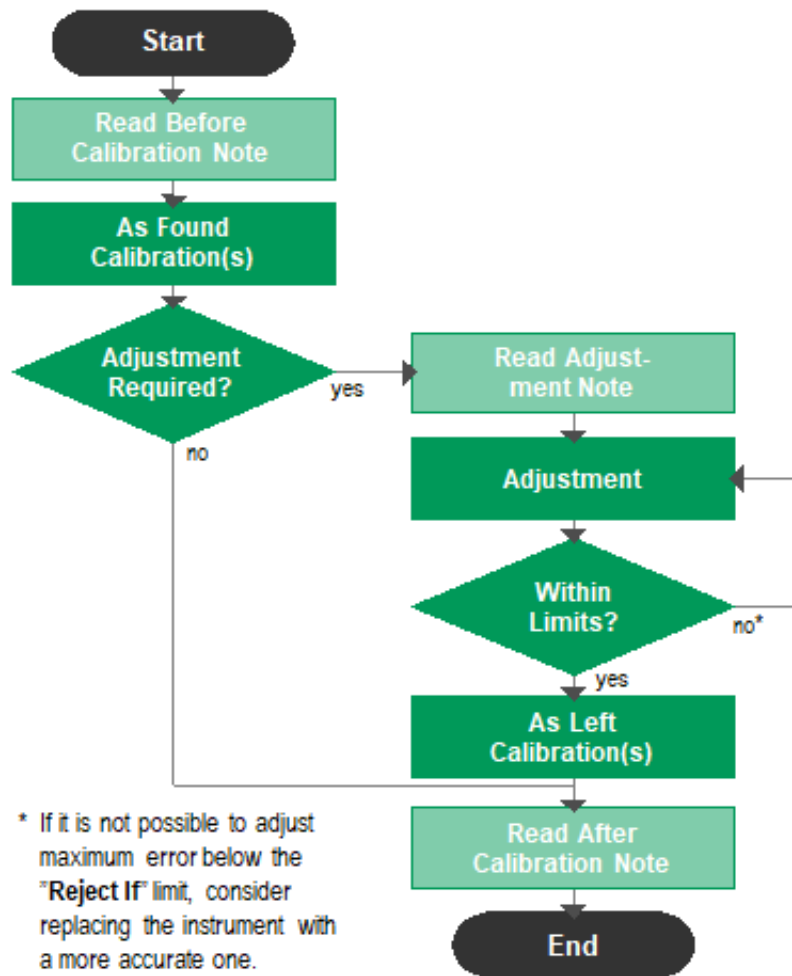 Start
Read Before
Calibration Note
As Found
Calibration(s)
Adjustment
Required?
yes
no
Read Adjust-
ment Note
Adjustment
Within
Limits?
no*
yes
As Left
Calibration(s)
Read After
Calibration Note
End
* If it is not possible to adjust
maximum error below the
"Reject If" limit, consider
replacing the instrument with
a more accurate one.